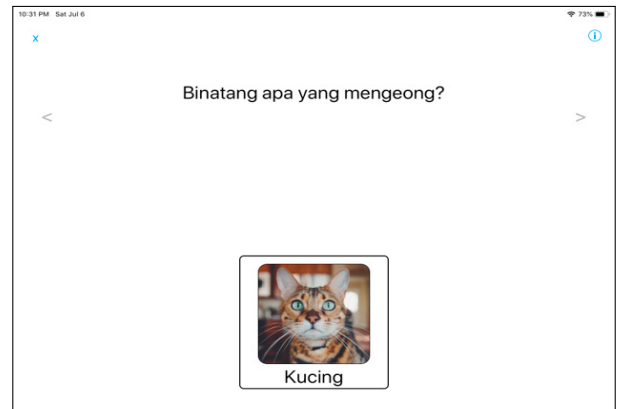 10:31 PM Sat Jul 6
73%
x
Binatang apa yang mengeong?
<
>
Kucing